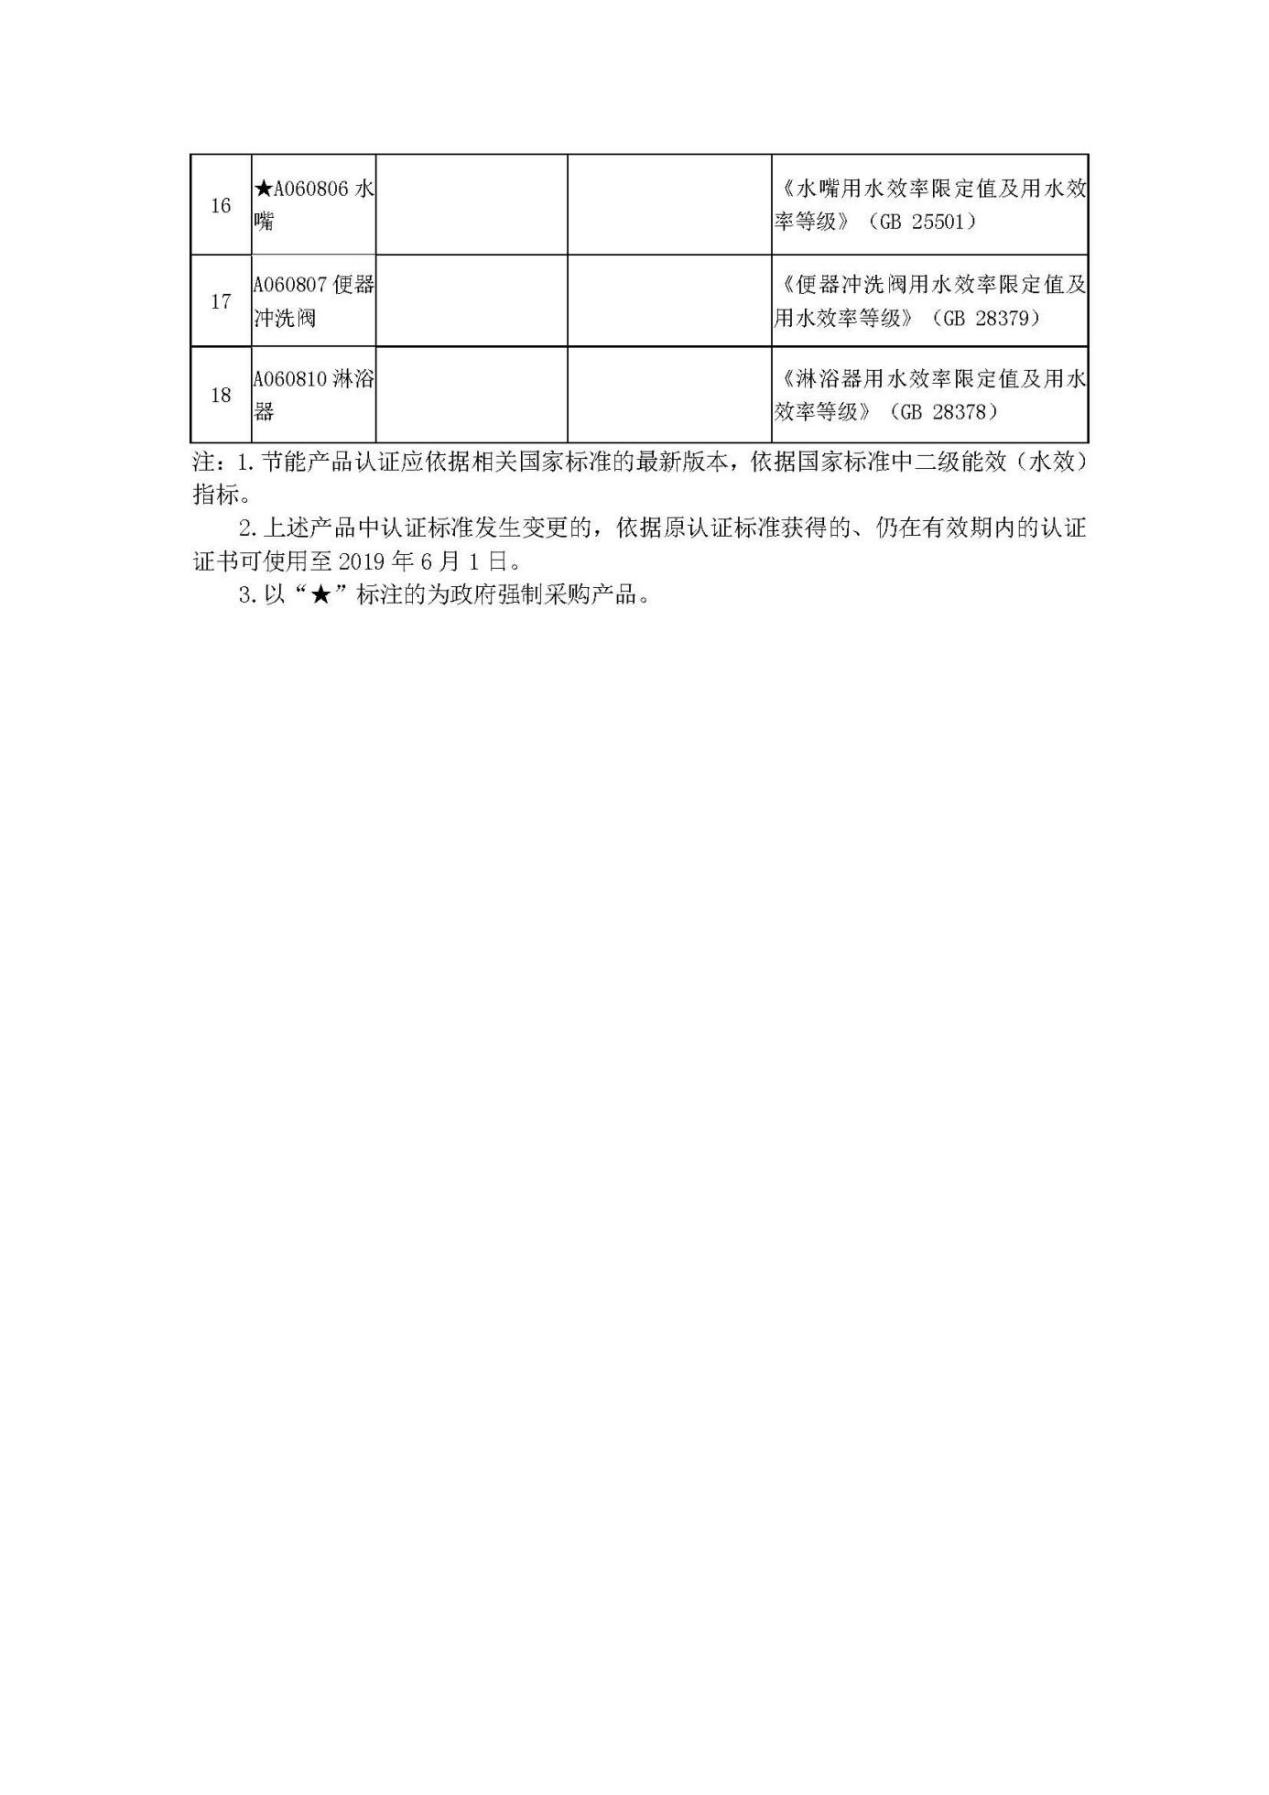 16 ★A060806 水 《水嘴用水效率限定值及用水效
嘴 率等级》（GB 25501）
17 A060807 便器 《便器冲洗阀用水效率限定值及
冲洗阀 用水效率等级》（GB 28379）
18 A060810 淋浴 《淋浴器用水效率限定值及用水
器 效率等级》（GB 28378）
注：1.节能产品认证应依据相关国家标准的最新版本，依据国家标准中二级能效（水效）
指标。
2.上述产品中认证标准发生变更的，依据原认证标准获得的、仍在有效期内的认证
证书可使用至 2019 年 6 月 1 日。
3.以“★”标注的为政府强制采购产品。